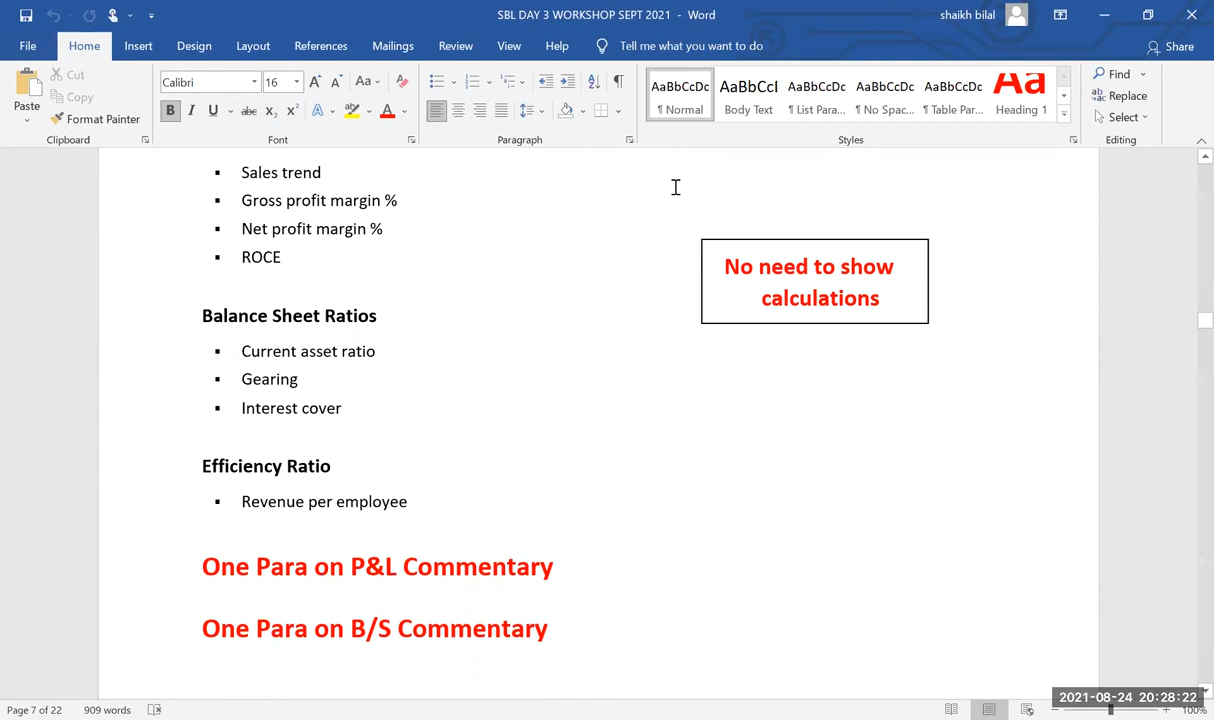 SBL DAY 3 WORKSHOP SEPT 2021 - Word
shaikh bilal
File Home Insert Design Layout References Mailings Review View Help Tell me what you want to do Share
Paste
Cut
Copy
Format Painter
Clipboard
Calibri 16
Font
Paragraph
AaBbCcDc AaBbCcI AaBbCcDc AaBbCcDc AaBbCcDc Aa
¶ Normal Body Text ¶ List Para... ¶ No Spac... ¶ Table Par... Heading 1
Styles
Find
Replace
Select
Editing
Sales trend
Gross profit margin %
Net profit margin %
ROCE
No need to show
calculations
Balance Sheet Ratios
Current asset ratio
Gearing
Interest cover
Efficiency Ratio
Revenue per employee
One Para on P&L Commentary
One Para on B/S Commentary
2021-08-24 20:28:22
Page 7 of 22 909 words 100%